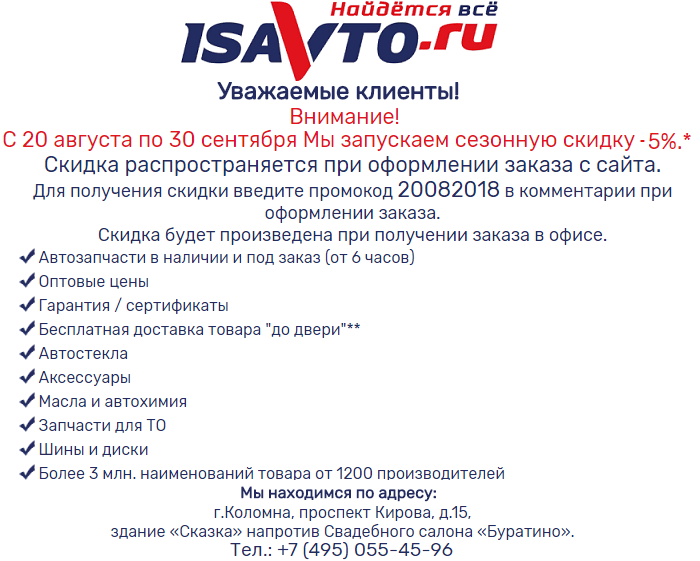 Найдётся всё
ISAVTO.ru
Уважаемые клиенты!
Внимание!
С 20 августа по 30 сентября Мы запускаем сезонную скидку - 5%.*
Скидка распространяется при оформлении заказа с сайта.
Для получения скидки введите промокод 20082018 в комментарии при
оформлении заказа.
Скидка будет произведена при получении заказа в офисе.
Автозапчасти в наличии и под заказ (от 6 часов)
Оптовые цены
Гарантия / сертификаты
Бесплатная доставка товара "до двери"**
Автостекла
Аксессуары
Масла и автохимия
Запчасти для ТО
Шины и диски
Более 3 млн. наименований товара от 1200 производителей
Мы находимся по адресу:
г.Коломна, проспект Кирова, д.15,
здание «Сказка» напротив Свадебного салона «Буратино».
Тел.: +7 (495) 055-45-96